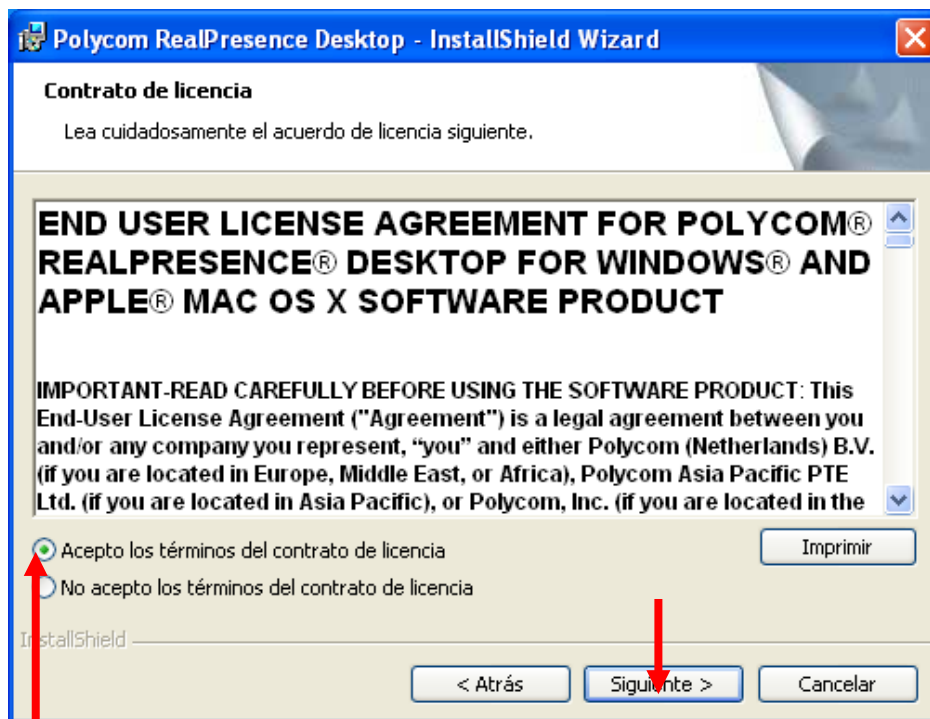 Polycom RealPresence Desktop - InstallShield Wizard
Contrato de licencia
Lea cuidadosamente el acuerdo de licencia siguiente.
END USER LICENSE AGREEMENT FOR POLYCOM®
REALPRESENCE® DESKTOP FOR WINDOWS® AND
APPLE® MAC OS X SOFTWARE PRODUCT
IMPORTANT-READ CAREFULLY BEFORE USING THE SOFTWARE PRODUCT: This
End-User License Agreement ("Agreement") is a legal agreement between you
and/or any company you represent, “you” and either Polycom (Netherlands) B.V.
(if you are located in Europe, Middle East, or Africa), Polycom Asia Pacific PTE
Ltd. (if you are located in Asia Pacific), or Polycom, Inc. (if you are located in the
Acepto los términos del contrato de licencia
Imprimir
No acepto los términos del contrato de licencia
InstallShield
< Atrás
Siguiente >
Cancelar